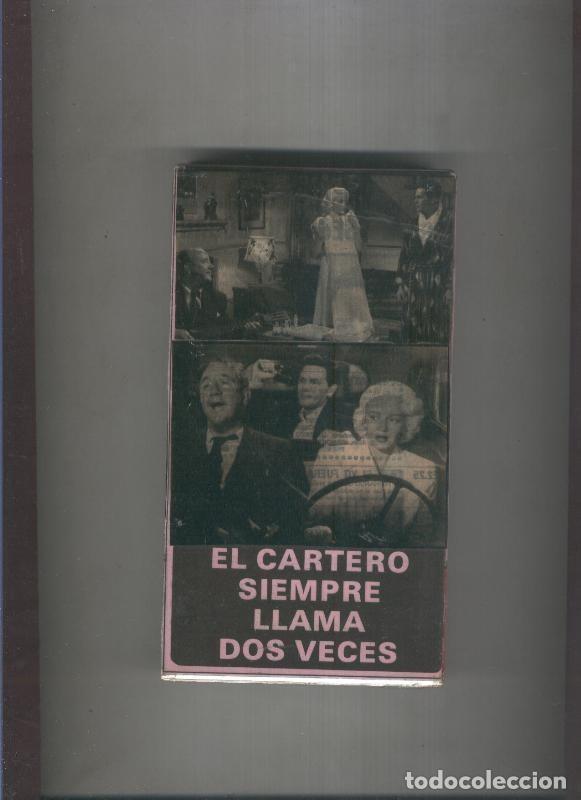 EL CARTERO
SIEMPRE
LLAMA
DOS VECES
todocoleccion